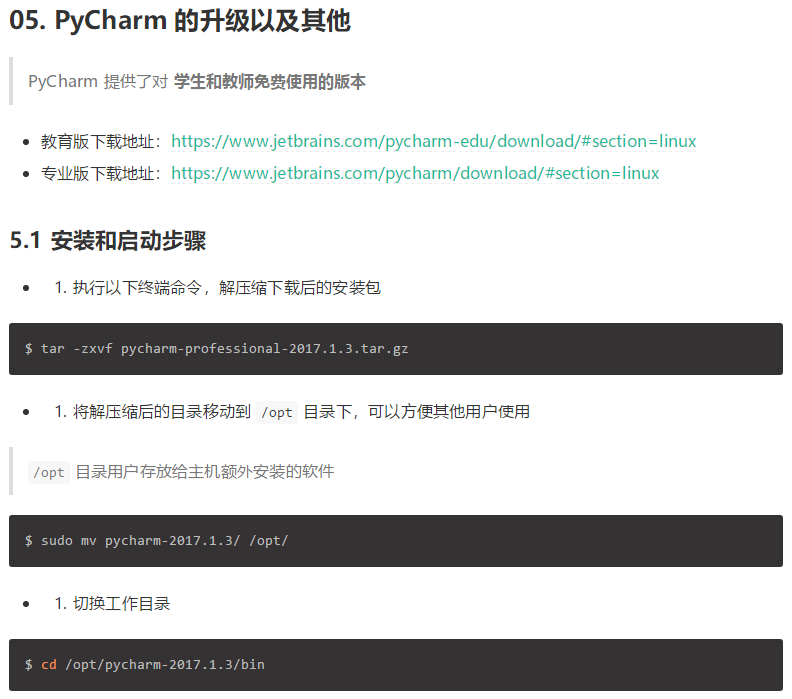 05. PyCharm 的升级以及其他
PyCharm 提供了对 学生和教师免费使用的版本
• 教育版下载地址：https://www.jetbrains.com/pycharm-edu/download/#section=linux
• 专业版下载地址：https://www.jetbrains.com/pycharm/download/#section=linux
5.1 安装和启动步骤
• 1. 执行以下终端命令，解压缩下载后的安装包
$ tar -zxvf pycharm-professional-2017.1.3.tar.gz
• 1. 将解压缩后的目录移动到 /opt 目录下，可以方便其他用户使用
/opt 目录用户存放给主机额外安装的软件
$ sudo mv pycharm-2017.1.3/ /opt/
• 1. 切换工作目录
$ cd /opt/pycharm-2017.1.3/bin